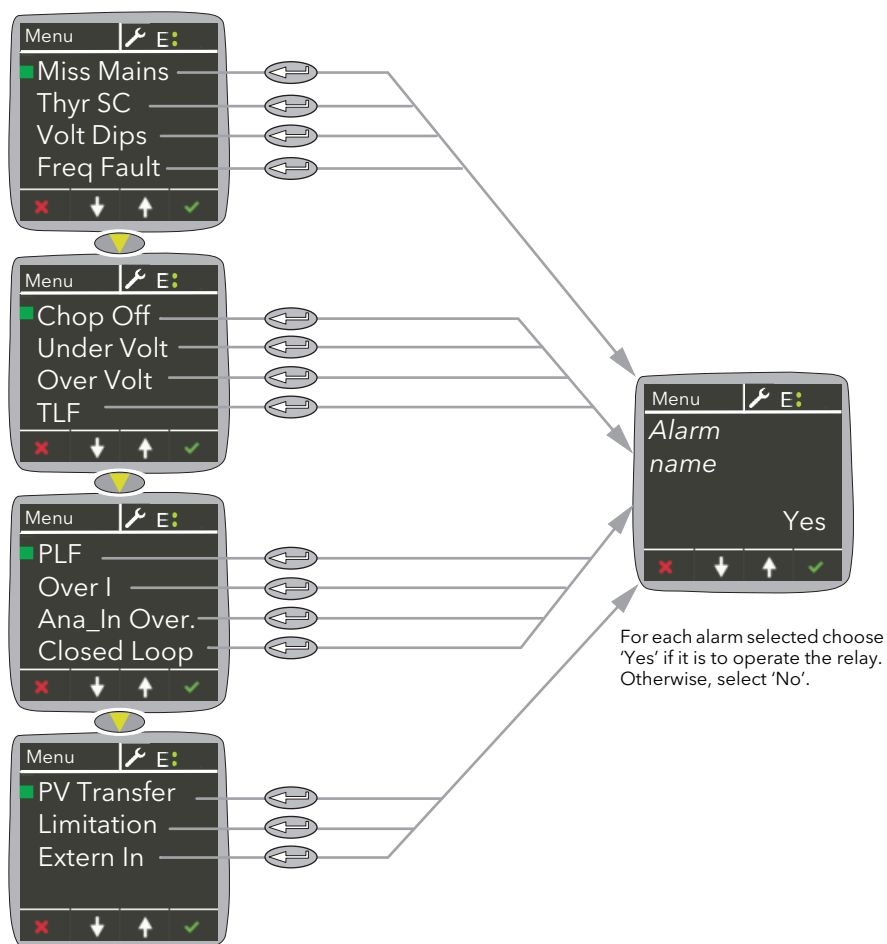 Menu E:
Miss Mains
Thyr SC
Volt Dips
Freq Fault
Menu E:
Chop Off
Under Volt
Over Volt
TLF
Menu E:
Alarm
name
Yes
For each alarm selected choose
‘Yes’ if it is to operate the relay.
Otherwise, select ‘No’.
Menu E:
PLF
Over I
Ana_In Over.
Closed Loop
Menu E:
PV Transfer
Limitation
Extern In